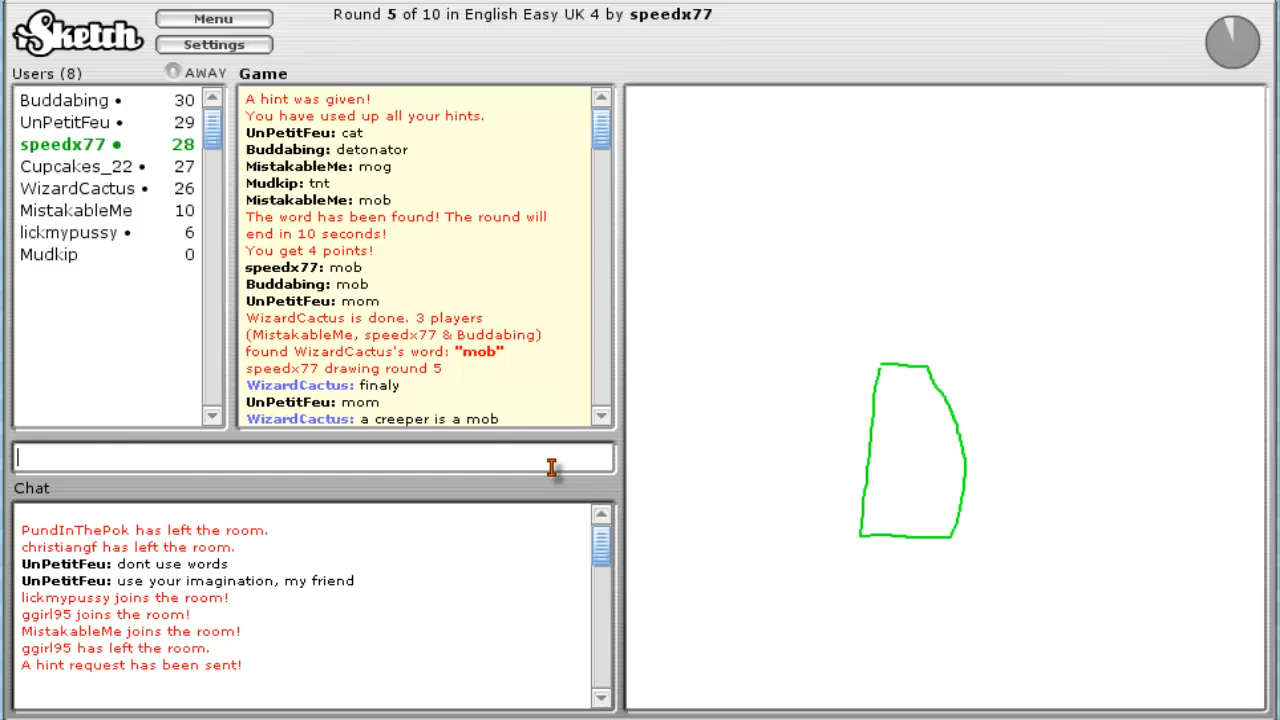 iSketch
Menu
Settings
Round 5 of 10 in English Easy UK 4 by speedx77
Users (8)
AWAY
Buddabing • 30
UnPetitFeu • 29
speedx77 • 28
Cupcakes_22 • 27
WizardCactus • 26
MistakableMe 10
lickmypussy • 6
Mudkip 0
Game
A hint was given!
You have used up all your hints.
UnPetitFeu: cat
Buddabing: detonator
MistakableMe: mog
Mudkip: tnt
MistakableMe: mob
The word has been found! The round will
end in 10 seconds!
You get 4 points!
speedx77: mob
Buddabing: mob
UnPetitFeu: mom
WizardCactus is done. 3 players
(MistakableMe, speedx77 & Buddabing)
found WizardCactus's word: "mob"
speedx77 drawing round 5
WizardCactus: finaly
UnPetitFeu: mom
WizardCactus: a creeper is a mob
Chat
PundInThePok has left the room.
christiangf has left the room.
UnPetitFeu: dont use words
UnPetitFeu: use your imagination, my friend
lickmypussy joins the room!
ggirl95 joins the room!
MistakableMe joins the room!
ggirl95 has left the room.
A hint request has been sent!